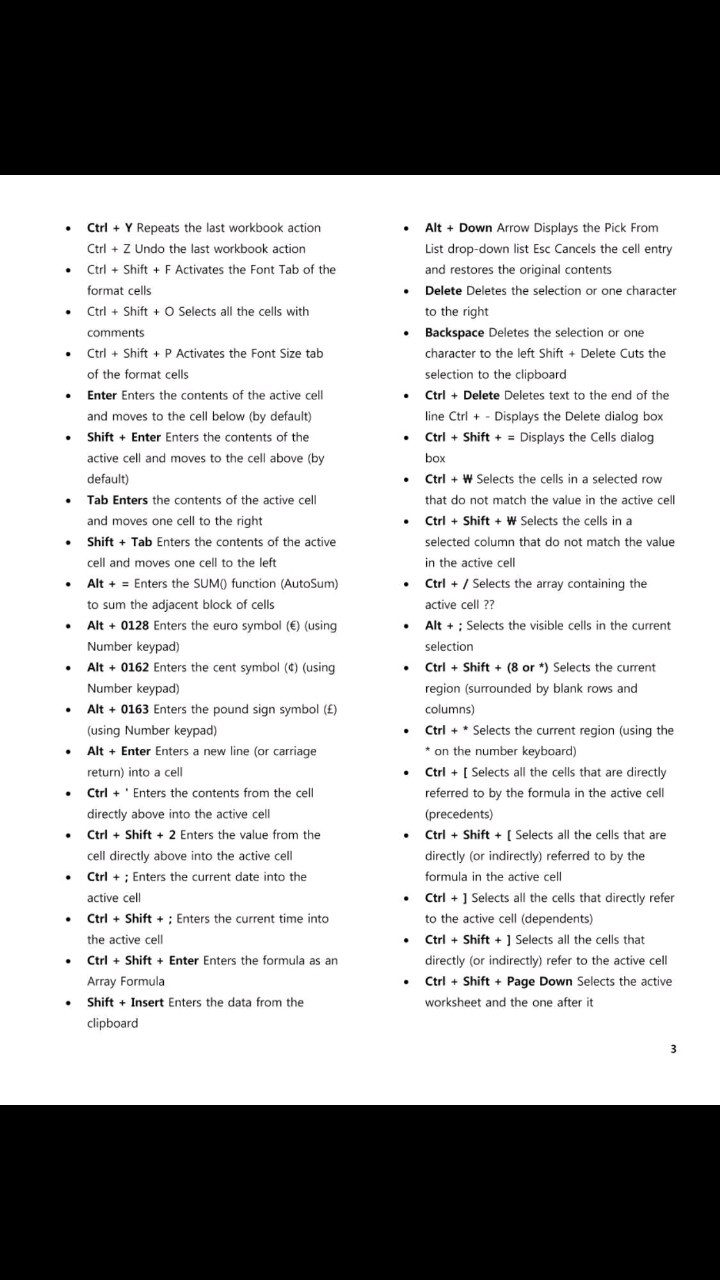 • Ctrl + Y Repeats the last workbook action
Ctrl + Z Undo the last workbook action
• Ctrl + Shift + F Activates the Font Tab of the
format cells
• Ctrl + Shift + O Selects all the cells with
comments
• Ctrl + Shift + P Activates the Font Size tab
of the format cells
• Enter Enters the contents of the active cell
and moves to the cell below (by default)
• Shift + Enter Enters the contents of the
active cell and moves to the cell above (by
default)
• Tab Enters the contents of the active cell
and moves one cell to the right
• Shift + Tab Enters the contents of the active
cell and moves one cell to the left
• Alt + = Enters the SUM() function (AutoSum)
to sum the adjacent block of cells
• Alt + 0128 Enters the euro symbol (€) (using
Number keypad)
• Alt + 0162 Enters the cent symbol (¢) (using
Number keypad)
• Alt + 0163 Enters the pound sign symbol (£)
(using Number keypad)
• Alt + Enter Enters a new line (or carriage
return) into a cell
• Ctrl + ' Enters the contents from the cell
directly above into the active cell
• Ctrl + Shift + 2 Enters the value from the
cell directly above into the active cell
• Ctrl + ; Enters the current date into the
active cell
• Ctrl + Shift + ; Enters the current time into
the active cell
• Ctrl + Shift + Enter Enters the formula as an
Array Formula
• Shift + Insert Enters the data from the
clipboard
• Alt + Down Arrow Displays the Pick From
List drop-down list Esc Cancels the cell entry
and restores the original contents
• Delete Deletes the selection or one character
to the right
• Backspace Deletes the selection or one
character to the left Shift + Delete Cuts the
selection to the clipboard
• Ctrl + Delete Deletes text to the end of the
line Ctrl + - Displays the Delete dialog box
• Ctrl + Shift + = Displays the Cells dialog
box
• Ctrl + ₩ Selects the cells in a selected row
that do not match the value in the active cell
• Ctrl + Shift + ₩ Selects the cells in a
selected column that do not match the value
in the active cell
• Ctrl + / Selects the array containing the
active cell ??
• Alt + ; Selects the visible cells in the current
selection
• Ctrl + Shift + (8 or *) Selects the current
region (surrounded by blank rows and
columns)
• Ctrl + * Selects the current region (using the
* on the number keyboard)
• Ctrl + [ Selects all the cells that are directly
referred to by the formula in the active cell
(precedents)
• Ctrl + Shift + [ Selects all the cells that are
directly (or indirectly) referred to by the
formula in the active cell
• Ctrl + ] Selects all the cells that directly refer
to the active cell (dependents)
• Ctrl + Shift + ] Selects all the cells that
directly (or indirectly) refer to the active cell
• Ctrl + Shift + Page Down Selects the active
worksheet and the one after it
3